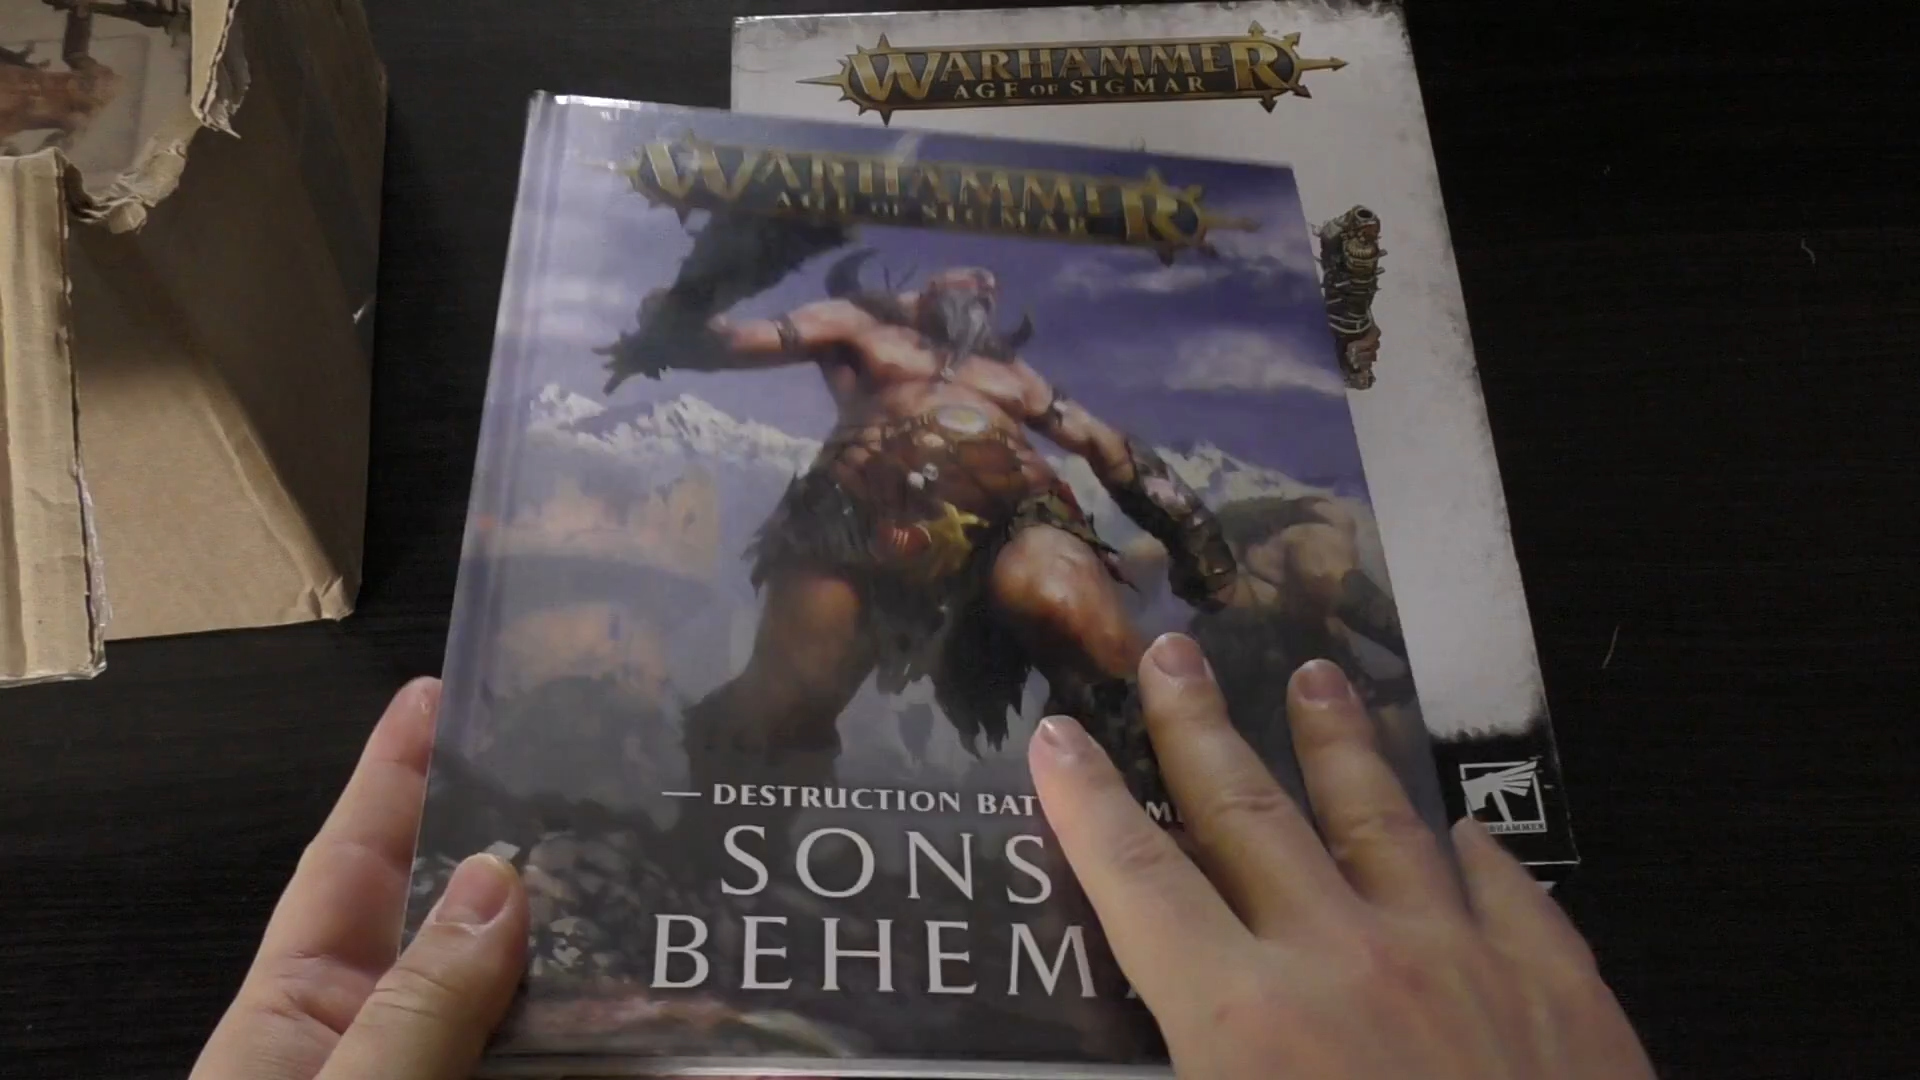 WARHAMMER
AGE OF SIGMAR
WARHAMMER
AGE OF SIGMAR
— DESTRUCTION BAT
SONS
BEHEM